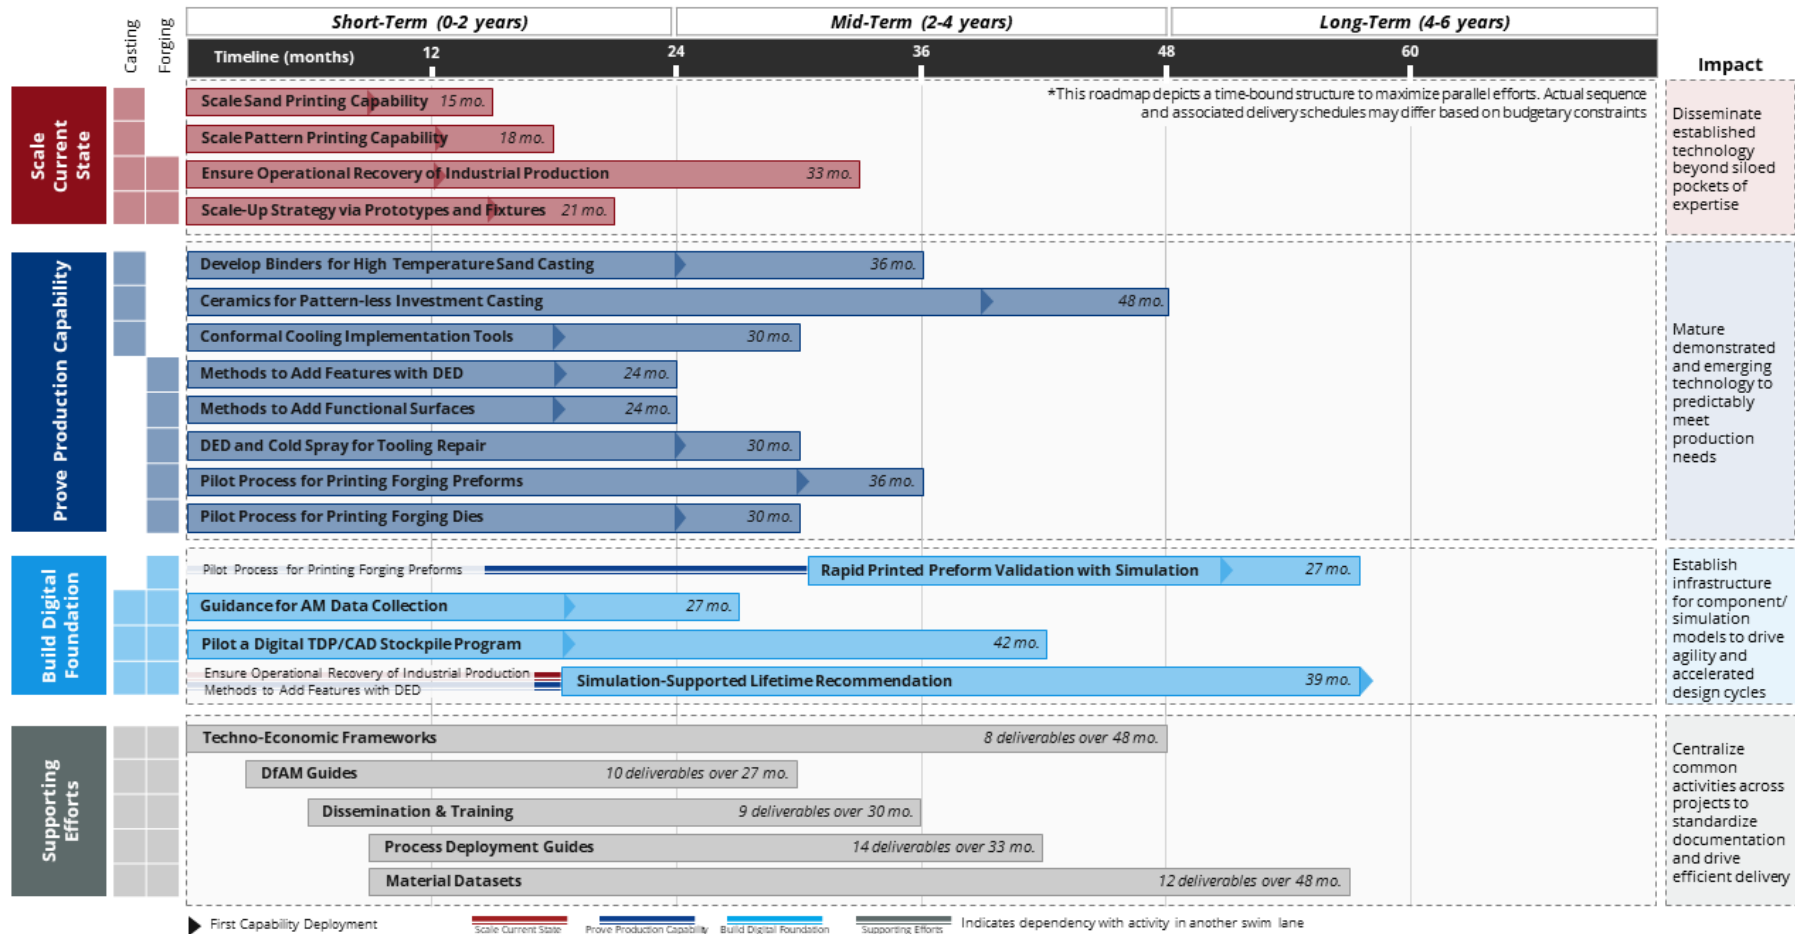 Short-Term (0-2 years)
Mid-Term (2-4 years)
Long-Term (4-6 years)
Casting
Forging
Timeline (months)
12
24
36
48
60
Impact
Scale
Current
State
Scale Sand Printing Capability 15 mo.
Scale Pattern Printing Capability 18 mo.
Ensure Operational Recovery of Industrial Production 33 mo.
Scale-Up Strategy via Prototypes and Fixtures 21 mo.
*This roadmap depicts a time-bound structure to maximize parallel efforts. Actual sequence
and associated delivery schedules may differ based on budgetary constraints
Disseminate
established
technology
beyond siloed
pockets of
expertise
Prove Production Capability
Develop Binders for High Temperature Sand Casting 36 mo.
Ceramics for Pattern-less Investment Casting 48 mo.
Conformal Cooling Implementation Tools 30 mo.
Methods to Add Features with DED 24 mo.
Methods to Add Functional Surfaces 24 mo.
DED and Cold Spray for Tooling Repair 30 mo.
Pilot Process for Printing Forging Preforms 36 mo.
Pilot Process for Printing Forging Dies 30 mo.
Mature
demonstrated
and emerging
technology to
predictably
meet
production
needs
Build Digital
Foundation
Pilot Process for Printing Forging Preforms
Rapid Printed Preform Validation with Simulation 27 mo.
Guidance for AM Data Collection 27 mo.
Pilot a Digital TDP/CAD Stockpile Program 42 mo.
Ensure Operational Recovery of Industrial Production
Methods to Add Features with DED
Simulation-Supported Lifetime Recommendation 39 mo.
Establish
infrastructure
for component/
simulation
models to drive
agility and
accelerated
design cycles
Supporting
Efforts
Techno-Economic Frameworks 8 deliverables over 48 mo.
DfAM Guides 10 deliverables over 27 mo.
Dissemination & Training 9 deliverables over 30 mo.
Process Deployment Guides 14 deliverables over 33 mo.
Material Datasets 12 deliverables over 48 mo.
Centralize
common
activities across
projects to
standardize
documentation
and drive
efficient delivery
First Capability Deployment
Scale Current State
Prove Production Capability
Build Digital Foundation
Supporting Efforts
Indicates dependency with activity in another swim lane